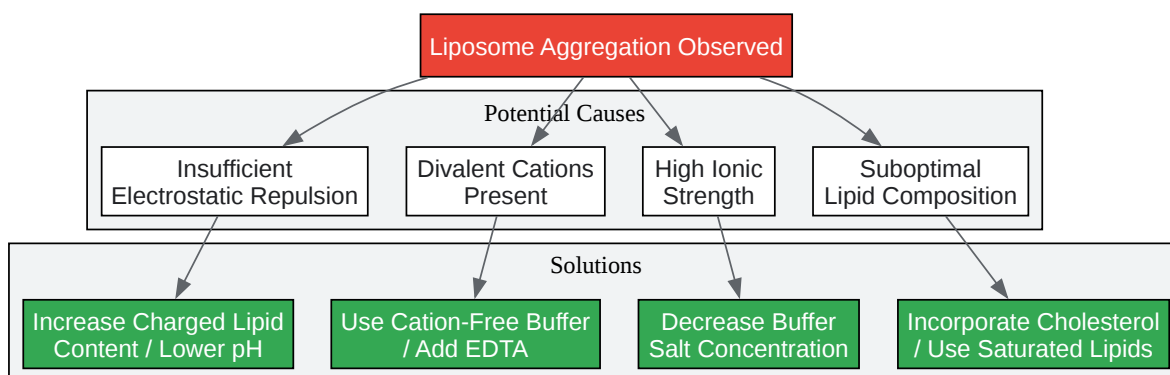 Liposome Aggregation Observed
Potential Causes
Insufficient
Electrostatic Repulsion
Divalent Cations
Present
High Ionic
Strength
Suboptimal
Lipid Composition
Solutions
Increase Charged Lipid
Content / Lower pH
Use Cation-Free Buffer
/ Add EDTA
Decrease Buffer
Salt Concentration
Incorporate Cholesterol
/ Use Saturated Lipids